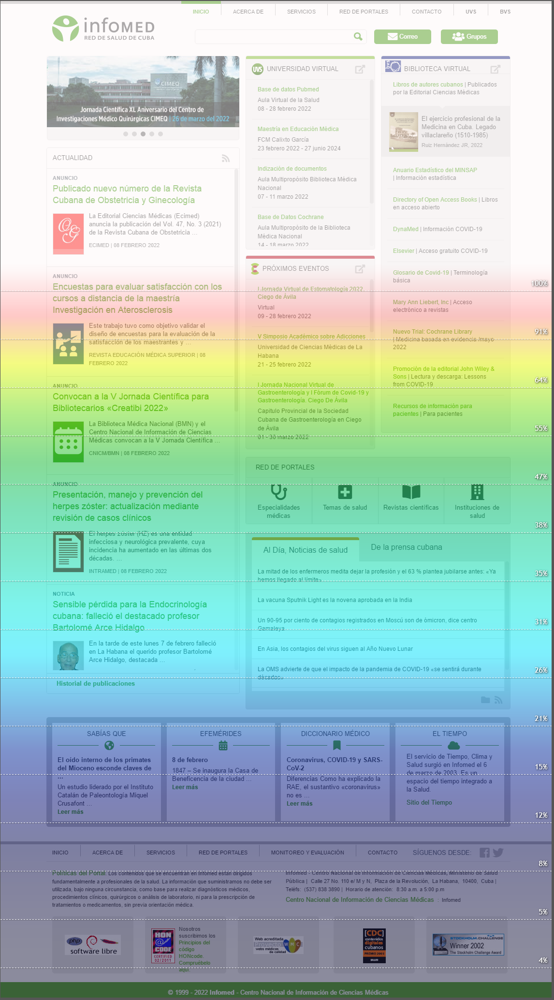 INICIO
ACERCA DE
SERVICIOS
RED DE PORTALES
CONTACTO
UVS
BVS
infoMED
RED DE SALUD DE CUBA
Correo
Grupos
CIMEQ
Jornada Científica XL Aniversario del Centro de
Investigaciones Médico Quirúrgicas CIMEQ | 26 de marzo del 2022
ACTUALIDAD
ANUNCIO
Publicado nuevo número de la Revista
Cubana de Obstetricia y Ginecología
La Editorial Ciencias Médicas (Ecimed)
anuncia la publicación del Vol. 47, No. 3 (2021)
de la Revista Cubana de Obstetricia ...
ECIMED | 08 FEBRERO 2022
ANUNCIO
Encuestas para evaluar satisfacción con los
cursos a distancia de la maestría
Investigación en Aterosclerosis
Este trabajo tuvo como objetivo validar el
diseño de encuestas para la evaluación de la
satisfacción de los maestrantes y ...
REVISTA EDUCACIÓN MÉDICA SUPERIOR | 08
FEBRERO 2022
ANUNCIO
Convocan a la V Jornada Científica para
Bibliotecarios «Creatibi 2022»
La Biblioteca Médica Nacional (BMN) y el
Centro Nacional de Información de Ciencias
Médicas convocan a la V Jornada Científica ...
CNICM/BMN | 08 FEBRERO 2022
ANUNCIO
Presentación, manejo y prevención del
herpes zóster: actualización mediante
revisión de casos clínicos
El herpes zóster (HZ) es una entidad
infecciosa y neurológica prevalente, cuya
incidencia ha aumentado en las últimas dos
décadas. ...
INTRAMED | 08 FEBRERO 2022
NOTICIA
Sensible pérdida para la Endocrinología
cubana: falleció el destacado profesor
Bartolomé Arce Hidalgo
En la tarde de este lunes 7 de febrero falleció
en La Habana el querido profesor Bartolomé
Arce Hidalgo, destacada ...
Historial de publicaciones
UVS UNIVERSIDAD VIRTUAL
Base de datos Pubmed
Aula Virtual de la Salud
08 - 28 febrero 2022
Maestría en Educación Médica
FCM Calixto García
23 febrero 2022 - 27 junio 2024
Indización de documentos
Aula Multipropósito Biblioteca Médica
Nacional
07 - 11 marzo 2022
Base de Datos Cochrane
Aula Multipropósito de la Biblioteca
Médica Nacional
14 - 18 marzo 2022
PRÓXIMOS EVENTOS
I Jornada Virtual de Estomatología 2022.
Ciego de Ávila
Virtual
09 - 28 febrero 2022
V Simposio Académico sobre Adicciones
Universidad de Ciencias Médicas de La
Habana
21 - 25 febrero 2022
I Jornada Nacional Virtual de
Gastroenterología y I Fórum de Covid-19 y
Gastroenterología. Ciego De Ávila
Capitulo Provincial de la Sociedad
Cubana de Gastroenterología en Ciego
de Ávila
01 - 30 marzo 2022
bvs BIBLIOTECA VIRTUAL
Libros de autores cubanos | Publicados
por la Editorial Ciencias Médicas
El ejercicio profesional de la
Medicina en Cuba. Legado
villaclareño (1510-1985)
Ruiz Hernández JR, 2022
Anuario Estadístico del MINSAP
| Información estadística
Directory of Open Access Books | Libros
en acceso abierto
DynaMed | Información COVID-19
Elsevier | Acceso gratuito COVID-19
Glosario de Covid-19 | Terminología
básica
Mary Ann Liebert, Inc | Acceso
electrónico a revistas
Nuevo Trial: Cochrane Library
| Medicina basada en evidencia /mayo
2022
Promoción de la editorial John Wiley &
Sons | Lectura y descarga: Lessons
from COVID-19
Recursos de información para
pacientes | Para pacientes
100%
91%
64%
55%
47%
38%
35%
31%
26%
21%
15%
12%
8%
5%
4%
RED DE PORTALES
Especialidades
médicas
Temas de salud
Revistas científicas
Instituciones de
salud
Al Día, Noticias de salud
De la prensa cubana
La mitad de los enfermeros medita dejar la profesión y el 63 % plantea jubilarse antes: «Ya
hemos llegado al límite»
La vacuna Sputnik Light es la novena aprobada en la India
Un 90-95 por ciento de contagios registrados en Moscú son de ómicron, dice centro
Gamaleya
En Asia, los contagios del virus siguen al Año Nuevo Lunar
La OMS advierte de que el impacto de la pandemia de COVID-19 «se sentirá durante
décadas»
SABÍAS QUE
El oído interno de los primates
del Mioceno esconde claves de
...
Un estudio liderado por el Instituto
Catalán de Paleontología Miquel
Crusafont ...
Leer más
EFEMÉRIDES
8 de febrero
1847 – Se inaugura la Casa de
Beneficencia de la ciudad ...
Leer más
DICCIONARIO MÉDICO
Coronavirus, COVID-19 y SARS-
CoV-2
Diferencias Como ha explicado la
RAE, el sustantivo «coronavirus»
no es ...
Leer más
EL TIEMPO
El servicio de Tiempo, Clima y
Salud surgió en Infomed el 6
de marzo de 2003. Es un
espacio del tiempo integrado a
la Salud.
Sitio del Tiempo
INICIO
ACERCA DE
SERVICIOS
RED DE PORTALES
MONITOREO Y EVALUACIÓN
CONTACTO
SÍGUENOS DESDE:
Políticas del Portal. Los contenidos que se encuentran en Infomed están dirigidos
fundamentalmente a profesionales de la salud. La información que suministramos no debe ser
utilizada, bajo ninguna circunstancia, como base para realizar diagnósticos médicos,
procedimientos clínicos, quirúrgicos o análisis de laboratorio, ni para la prescripción de
tratamientos o medicamentos, sin previa orientación médica.
Infomed - Centro Nacional de Información de Ciencias Médicas, Ministerio de Salud
Pública | Calle 27 No. 110 e/ M y N, Plaza de la Revolución, La Habana, 10400, Cuba |
Teléfs: (537) 838 3890 | Horario de atención: 8:30 a.m. a 5:00 p.m
Centro Nacional de Información de Ciencias Médicas : Infomed
php
software libre
HON
@
CODE
CERTIFIED
02/2011
Nosotros
suscribimos los
Principios del
código
HONcode.
Compruébelo
aquí.
Web acreditada
Proyecto WMC
webs médicas
de calidad
[CDC]
contenidos
digitales
cubanos
PREMIO 2005
SALUD
STOCKHOLM CHALLENGE
Winner 2002
The Stockholm Challenge Award
© 1999 - 2022 Infomed - Centro Nacional de Información de Ciencias Médicas